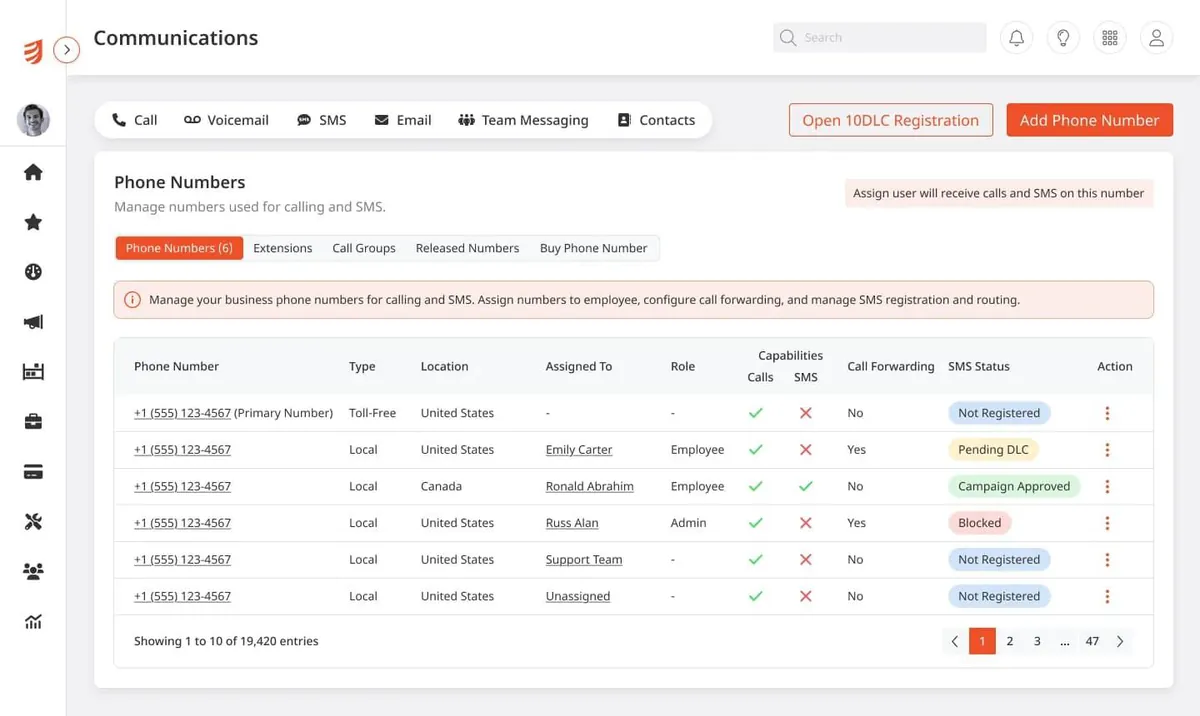 Communications
Search
Call Voicemail SMS Email Team Messaging Contacts
Open 10DLC Registration Add Phone Number
Phone Numbers
Manage numbers used for calling and SMS.
Assign user will receive calls and SMS on this number
Phone Numbers (6) Extensions Call Groups Released Numbers Buy Phone Number
Manage your business phone numbers for calling and SMS. Assign numbers to employee, configure call forwarding, and manage SMS registration and routing.
Phone Number Type Location Assigned To Role Capabilities Call Forwarding SMS Status Action
Calls SMS
+1 (555) 123-4567 (Primary Number) Toll-Free United States - - No Not Registered
+1 (555) 123-4567 Local United States Emily Carter Employee Yes Pending DLC
+1 (555) 123-4567 Local Canada Ronald Abrahim Employee No Campaign Approved
+1 (555) 123-4567 Local United States Russ Alan Admin Yes Blocked
+1 (555) 123-4567 Local United States Support Team - No Not Registered
+1 (555) 123-4567 Local United States Unassigned - No Not Registered
Showing 1 to 10 of 19,420 entries
1 2 3 ... 47